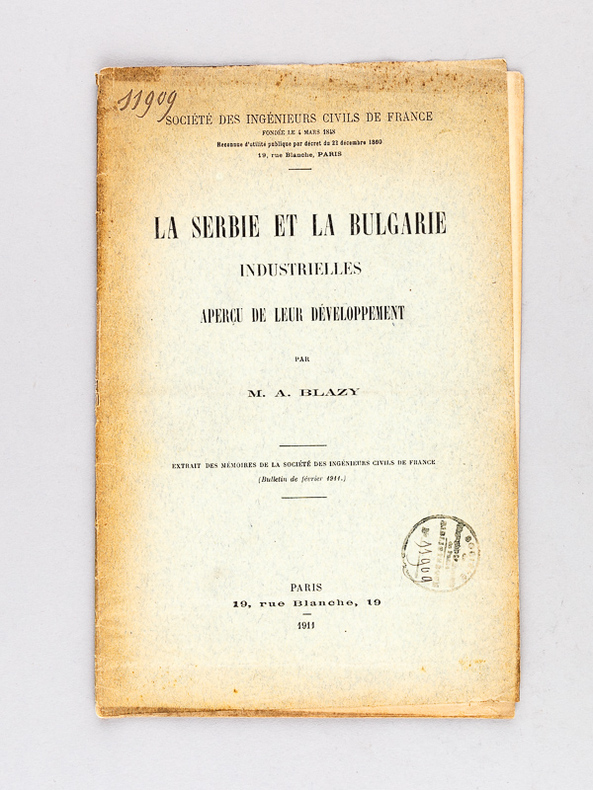 11909
SOCIÉTÉ DES INGÉNIEURS CIVILS DE FRANCE
FONDÉE LE 4 MARS 1848
Reconnue d'utilité publique par décret du 22 décembre 1860
19, rue Blanche, PARIS
LA SERBIE ET LA BULGARIE
INDUSTRIELLES
APERÇU DE LEUR DÉVELOPPEMENT
PAR
M. A. BLAZY
EXTRAIT DES MÉMOIRES DE LA SOCIÉTÉ DES INGÉNIEURS CIVILS DE FRANCE
(Bulletin de février 1911.)
11909
PARIS
19, rue Blanche, 19
1911